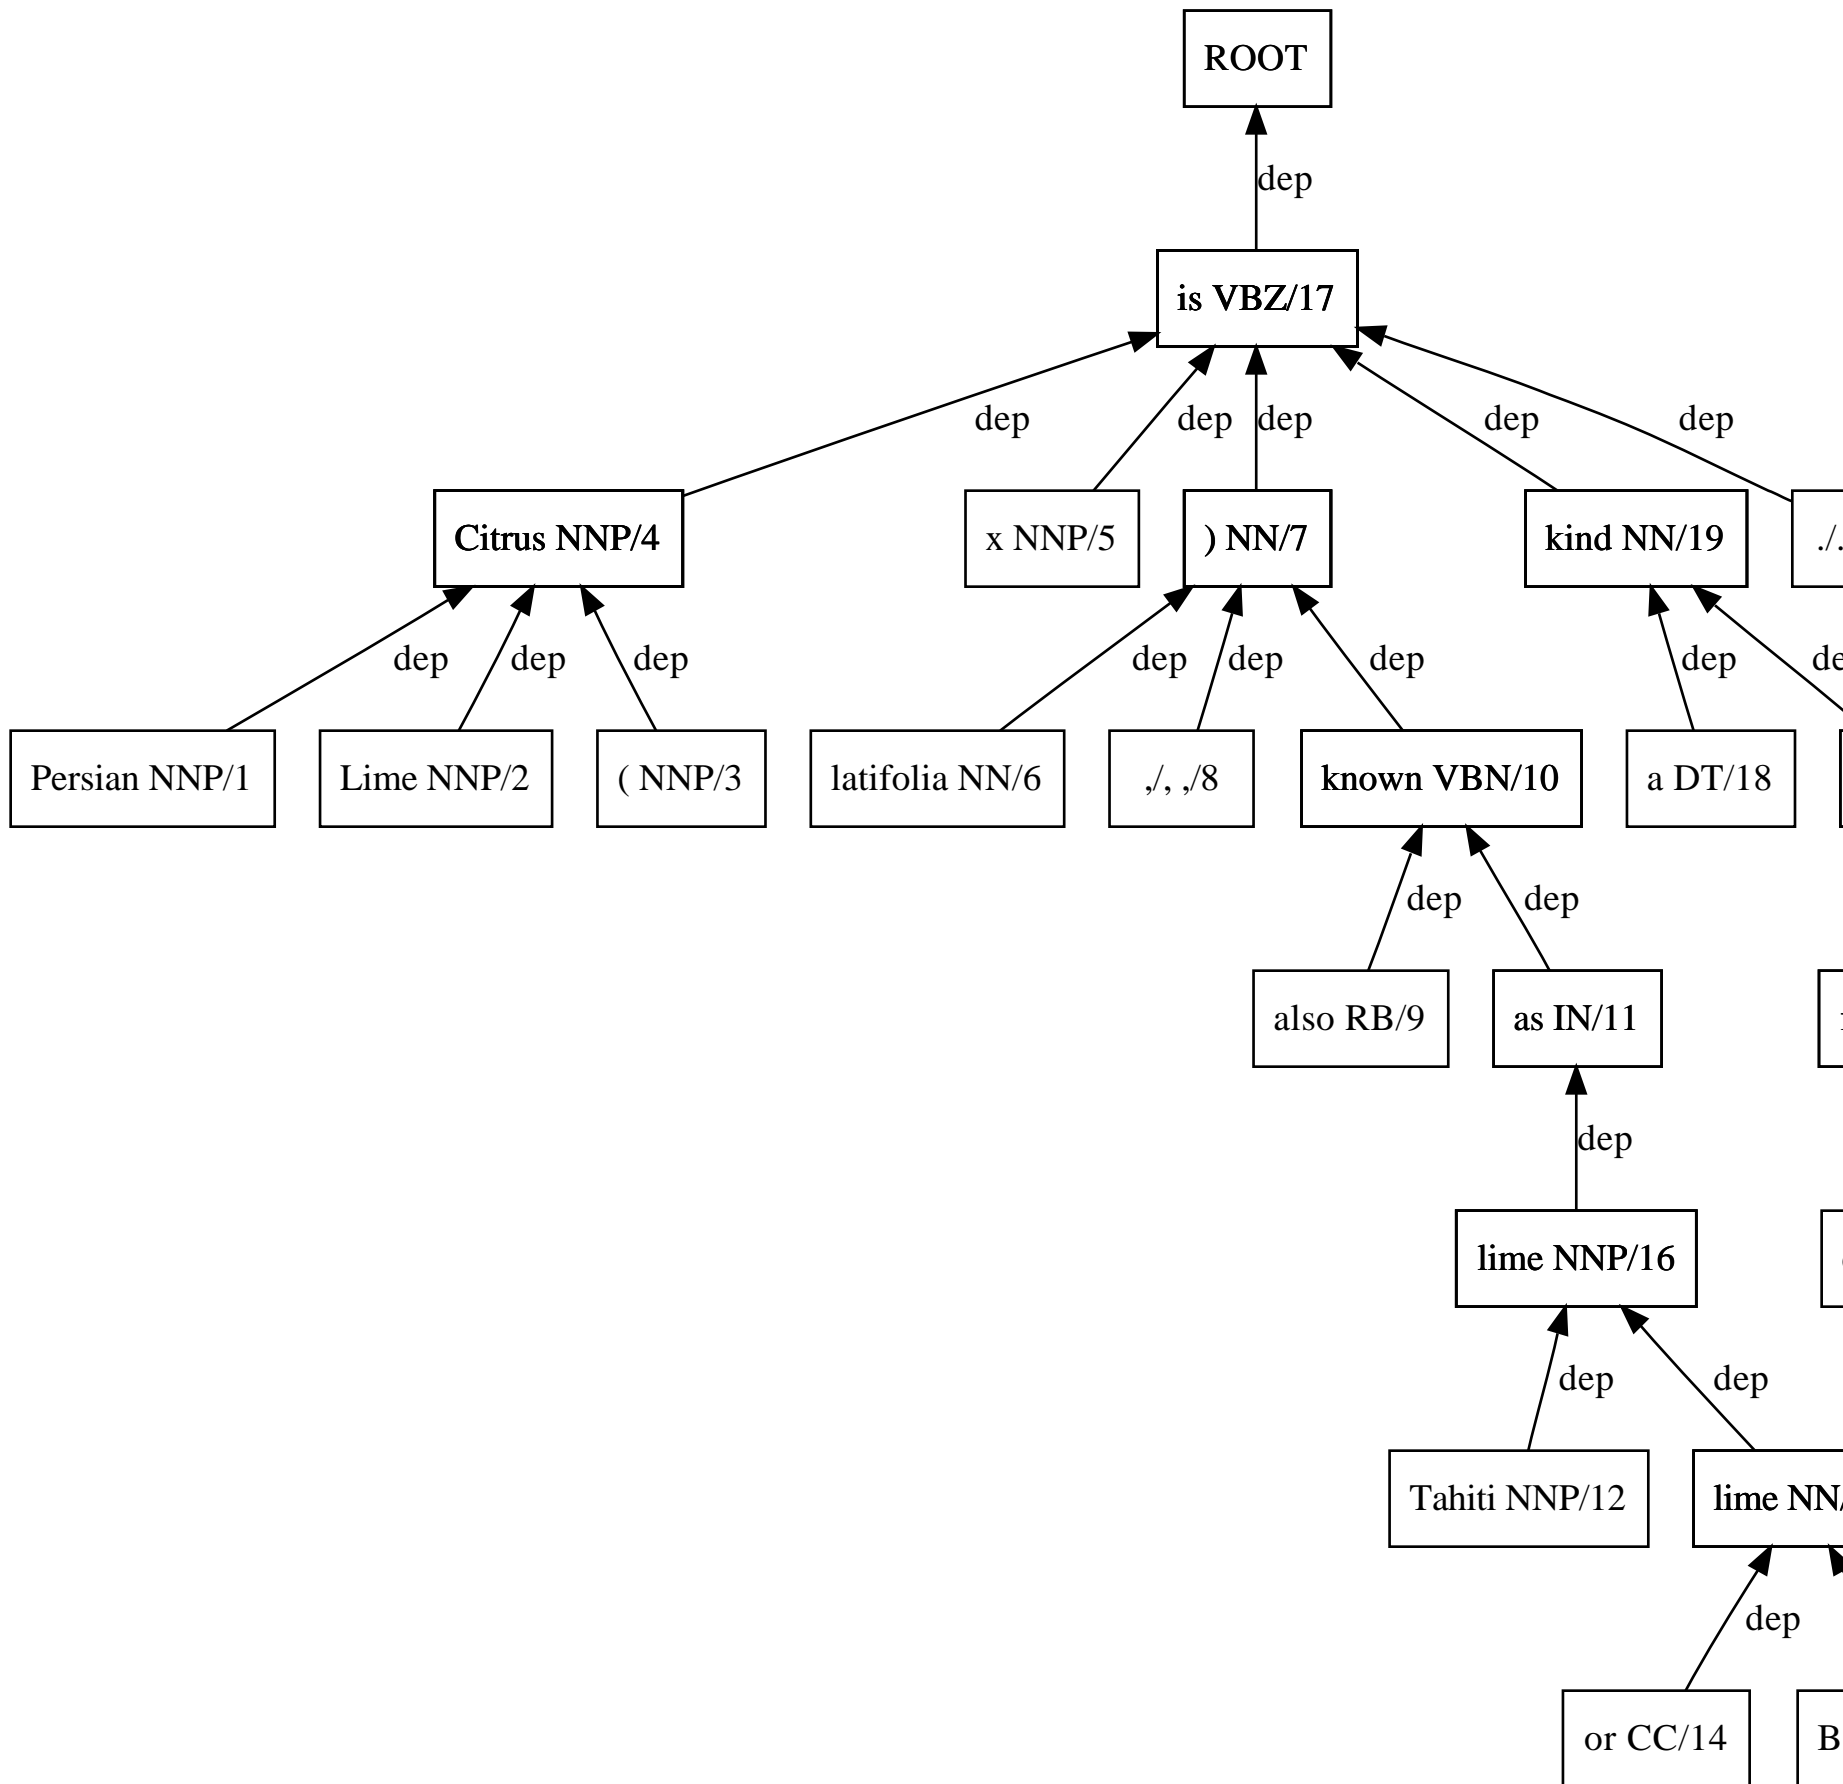 ROOT
dep
is VBZ/17
dep dep dep dep dep
Citrus NNP/4 x NNP/5 ) NN/7 kind NN/19 ./.
dep dep dep dep dep dep dep de
Persian NNP/1 Lime NNP/2 ( NNP/3 latifolia NN/6 ,/, ,/8 known VBN/10 a DT/18
dep dep
also RB/9 as IN/11
dep
lime NNP/16
dep dep
Tahiti NNP/12 lime NN/
dep
or CC/14 B